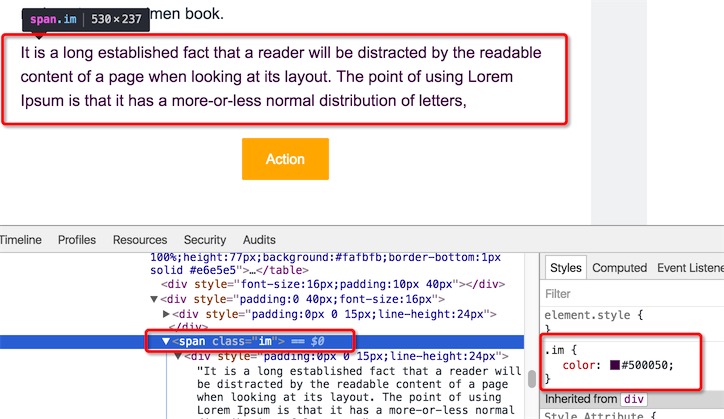 men book.
span.im | 530×237
It is a long established fact that a reader will be distracted by the readable
content of a page when looking at its layout. The point of using Lorem
Ipsum is that it has a more-or-less normal distribution of letters,
Action
Timeline Profiles Resources Security Audits
100%;height:77px;background:#fafbfb;border-bottom:1px
solid #e6e5e5">…</table>
<div style="font-size:16px;padding:10px 40px"></div>
▼<div style="padding:0 40px;font-size:16px">
▶<div style="padding:0px 0 15px;line-height:24px">
</div>
▼<span class="im"> == $0
▼<div style="padding:0px 0 15px;line-height:24px">
"It is a long established fact that a reader will
be distracted by the readable content of a page
when looking at its layout. The point of using
Lorem Ipsum is that it has a more-or-less normal
Styles Computed Event Listene
Filter
element.style {
}
.im {
color: #500050;
}
Inherited from div
Style Attribute {